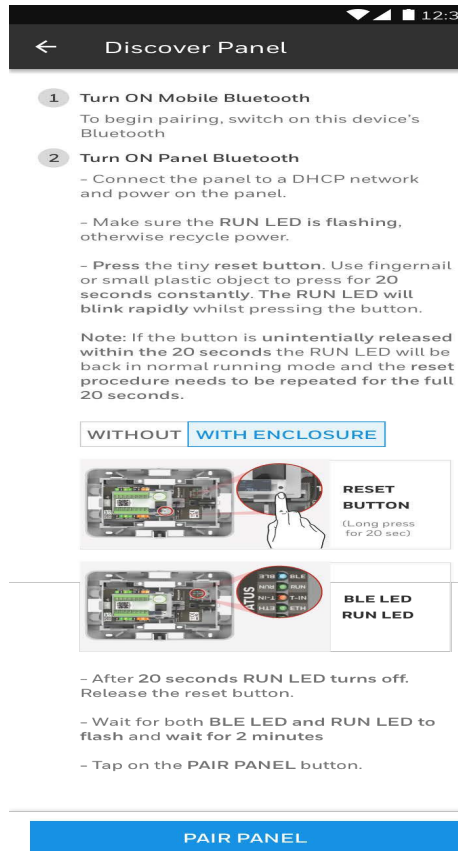 12:3
Discover Panel
1 Turn ON Mobile Bluetooth
To begin pairing, switch on this device's
Bluetooth
2 Turn ON Panel Bluetooth
– Connect the panel to a DHCP network
and power on the panel.
– Make sure the RUN LED is flashing,
otherwise recycle power.
– Press the tiny reset button. Use fingernail
or small plastic object to press for 20
seconds constantly. The RUN LED will
blink rapidly whilst pressing the button.
Note: If the button is unintentially released
within the 20 seconds the RUN LED will be
back in normal running mode and the reset
procedure needs to be repeated for the full
20 seconds.
WITHOUT WITH ENCLOSURE
RESET
BUTTON
(Long press
for 20 sec)
BLE BLE
RUN RUN
T-IN T-IN
ETH ETH
ATUS
BLE LED
RUN LED
– After 20 seconds RUN LED turns off.
Release the reset button.
– Wait for both BLE LED and RUN LED to
flash and wait for 2 minutes
– Tap on the PAIR PANEL button.
PAIR PANEL